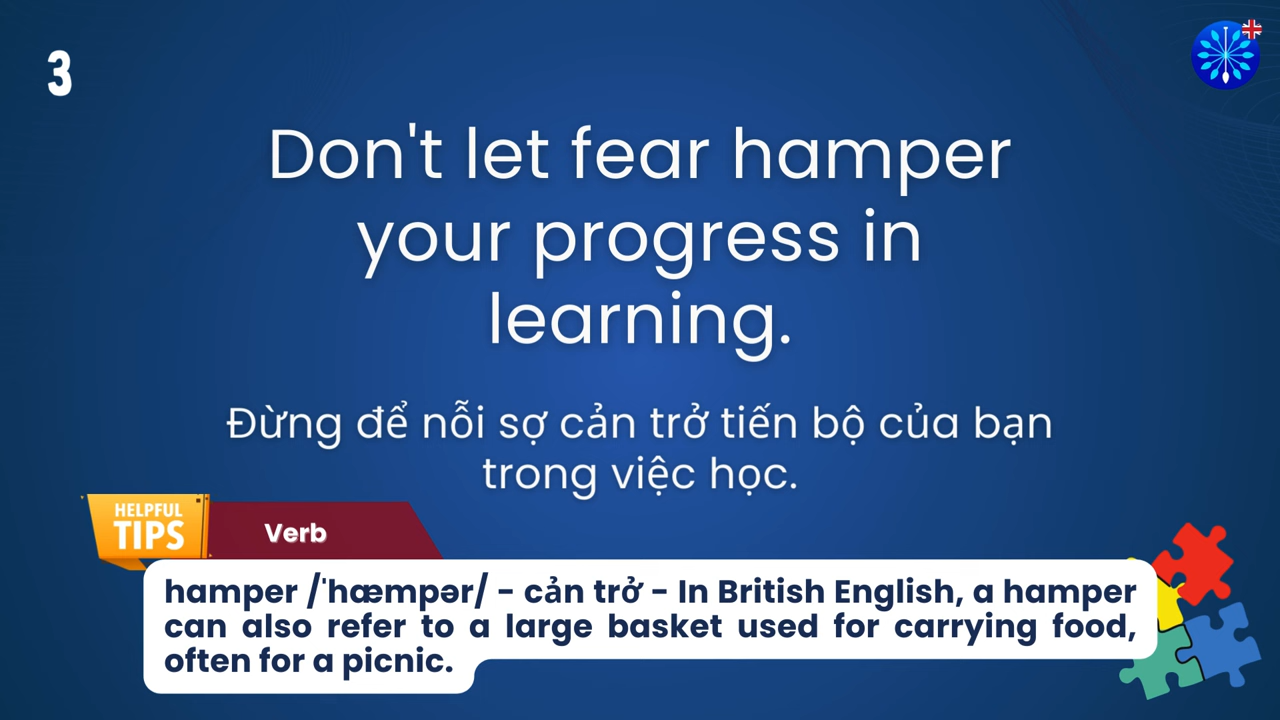 3
Don't let fear hamper
your progress in
learning.
Đừng để nỗi sợ cản trở tiến bộ của bạn
trong việc học.
HELPFUL
TIPS
Verb
hamper /ˈhæmpər/ - cản trở - In British English, a hamper
can also refer to a large basket used for carrying food,
often for a picnic.